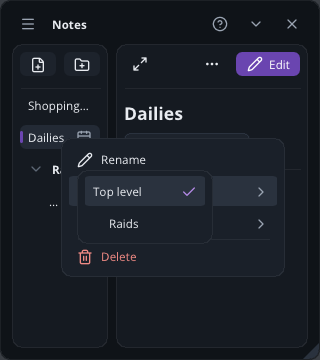 Notes
Edit
Shopping...
Dailies
Dailies
...
Rename
Top level
Raids
Delete